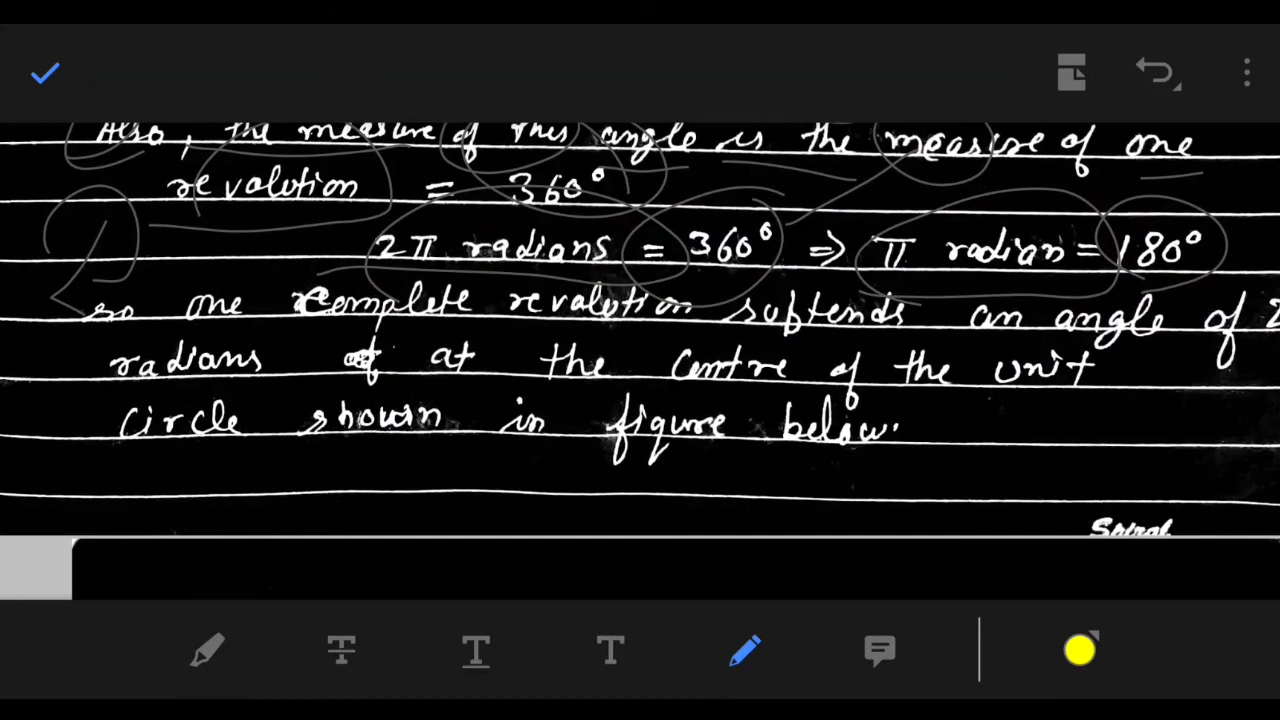 Also, the measure of this angle is the measure of one
revolution = 360°
2π radians = 360° ⇒ π radian = 180°
so one complete revolution subtends an angle of 2
radians at the centre of the unit
circle shown in figure below.
Spiral